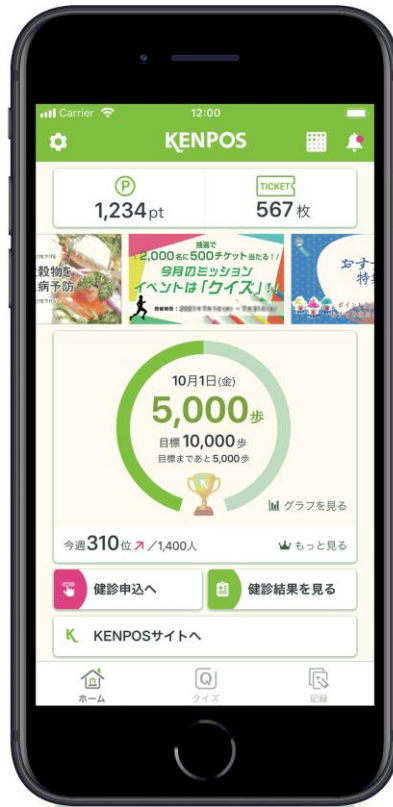 Carrier 12:00
KENPOS
P TICKET
1,234pt 567枚
穀物を
病予防
抽選で
2,000名に500チケット当たる!
今月のミッション
イベントは「クイズ」!!
おす
特
ポイント
10月1日(金)
5,000歩
目標10,000歩
目標まであと5,000歩
K
グラフを見る
今週310位↗/1,400人 もっと見る
健診申込へ 健診結果を見る
K KENPOSサイトへ
Q
ホーム クイズ 記録